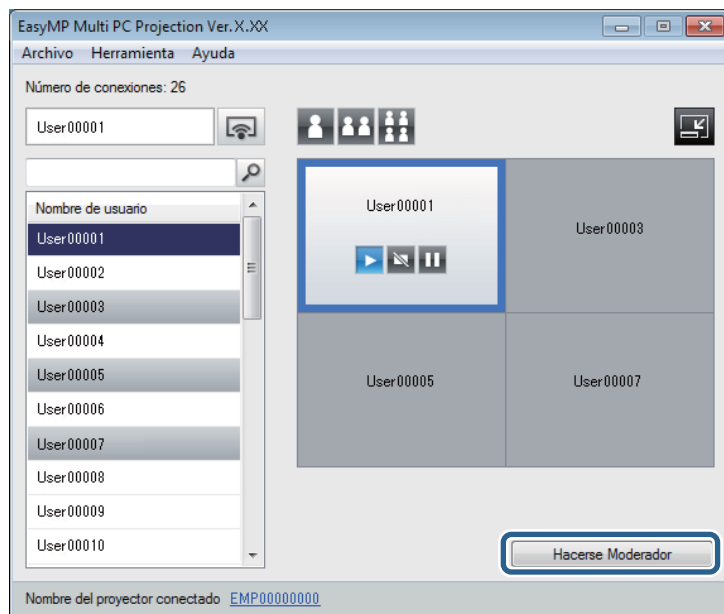 EasyMP Multi PC Projection Ver.X.XX
Archivo Herramienta Ayuda
Número de conexiones: 26
User00001
Nombre de usuario
User00001
User00002
User00003
User00004
User00005
User00006
User00007
User00008
User00009
User00010
User00001
User00003
User00005
User00007
Hacerse Moderador
Nombre del proyector conectado EMP00000000